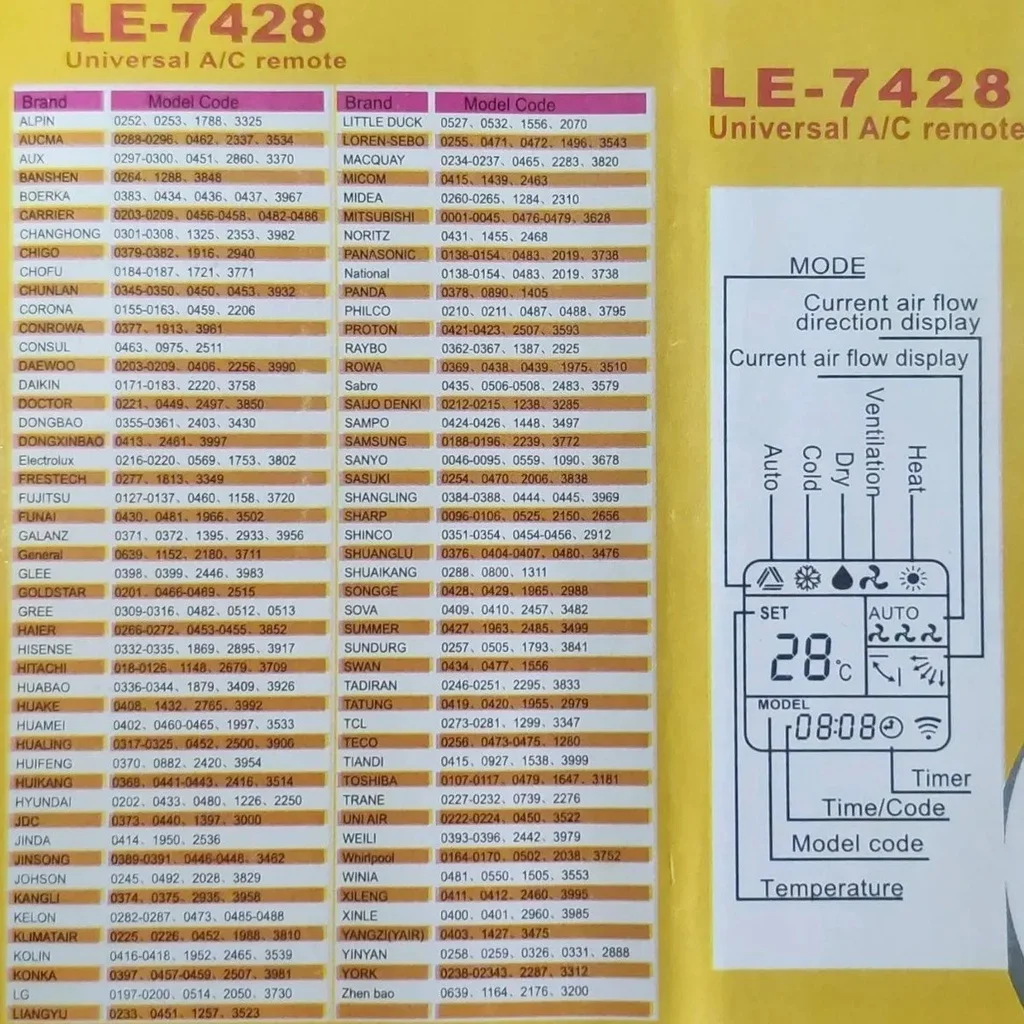 LE-7428
Universal A/C remote
Brand Model Code
ALPIN 0252、0253、1788、3325
AUCMA 0288-0296、0462、2337、3534
AUX 0297-0300、0451、2860、3370
BANSHEN 0264、1288、3848
BOERKA 0383、0434、0436、0437、3967
CARRIER 0203-0209、0456-0458、0482-0486
CHANGHONG 0301-0308、1325、2353、3982
CHIGO 0379-0382、1916、2940
CHOFU 0184-0187、1721、3771
CHUNLAN 0345-0350、0450、0453、3932
CORONA 0155-0163、0459、2206
CONROWA 0377、1913、3961
CONSUL 0463、0975、2511
DAEWOO 0203-0209、0406、2256、3990
DAIKIN 0171-0183、2220、3758
DOCTOR 0221、0449、2497、3850
DONGBAO 0355-0361、2403、3430
DONGXINBAO 0413、2461、3997
Electrolux 0216-0220、0569、1753、3802
FRESTECH 0277、1813、3349
FUJITSU 0127-0137、0460、1158、3720
FUNAI 0430、0481、1966、3502
GALANZ 0371、0372、1395、2933、3956
General 0639、1152、2180、3711
GLEE 0398、0399、2446、3983
GOLDSTAR 0201、0466-0469、2515
GREE 0309-0316、0482、0512、0513
HAIER 0266-0272、0453-0455、3852
HISENSE 0332-0335、1869、2895、3917
HITACHI 018-0126、1148、2679、3709
HUABAO 0336-0344、1879、3409、3926
HUAKE 0408、1432、2765、3992
HUAMEI 0402、0460-0465、1997、3533
HUALING 0317-0325、0452、2500、3906
HUIFENG 0370、0882、2420、3954
HUIKANG 0368、0441-0443、2416、3514
HYUNDAI 0202、0433、0480、1226、2250
JDC 0373、0440、1397、3000
JINDA 0414、1950、2536
JINSONG 0389-0391、0446-0448、3462
JOHSON 0245、0492、2028、3829
KANGLI 0374、0375、2935、3958
KELON 0282-0287、0473、0485-0488
KLIMATAIR 0225、0226、0452、1988、3810
KOLIN 0416-0418、1952、2465、3539
KONKA 0397、0457-0459、2507、3981
LG 0197-0200、0514、2050、3730
LIANGYU 0233、0451、1257、3523
Brand Model Code
LITTLE DUCK 0527、0532、1556、2070
LOREN-SEBO 0255、0471、0472、1496、3543
MACQUAY 0234-0237、0465、2283、3820
MICOM 0415、1439、2463
MIDEA 0260-0265、1284、2310
MITSUBISHI 0001-0045、0476-0479、3628
NORITZ 0431、1455、2468
PANASONIC 0138-0154、0483、2019、3738
National 0138-0154、0483、2019、3738
PANDA 0378、0890、1405
PHILCO 0210、0211、0487、0488、3795
PROTON 0421-0423、2507、3593
RAYBO 0362-0367、1387、2925
ROWA 0369、0438、0439、1975、3510
Sabro 0435、0506-0508、2483、3579
SAIJO DENKI 0212-0215、1238、3285
SAMPO 0424-0426、1448、3497
SAMSUNG 0188-0196、2239、3772
SANYO 0046-0095、0559、1090、3678
SASUKI 0254、0470、2006、3838
SHANGLING 0384-0388、0444、0445、3969
SHARP 0096-0106、0525、2150、2656
SHINCO 0351-0354、0454-0456、2912
SHUANGLU 0376、0404-0407、0480、3476
SHUAIKANG 0288、0800、1311
SONGGE 0428、0429、1965、2988
SOVA 0409、0410、2457、3482
SUMMER 0427、1963、2485、3499
SUNDURG 0257、0505、1793、3841
SWAN 0434、0477、1556
TADIRAN 0246-0251、2295、3833
TATUNG 0419、0420、1955、2979
TCL 0273-0281、1299、3347
TECO 0256、0473-0475、1280
TIANDI 0415、0927、1538、3999
TOSHIBA 0107-0117、0479、1647、3181
TRANE 0227-0232、0739、2276
UNI AIR 0222-0224、0450、3522
WEILI 0393-0396、2442、3979
Whirlpool 0164-0170、0502、2038、3752
WINIA 0481、0550、1505、3553
XILENG 0411、0412、2460、3995
XINLE 0400、0401、2960、3985
YANGZI(YAIR) 0403、1427、3475
YINYAN 0258、0259、0326、0331、2888
YORK 0238-02343、2287、3312
Zhen bao 0639、1164、2176、3200
LE-7428
Universal A/C remote
MODE
Current air flow
direction display
Current air flow display
Auto
Cold
Dry
Ventilation
Heat
SET
AUTO
28°C
MODEL
08:08
Timer
Time/Code
Model code
Temperature